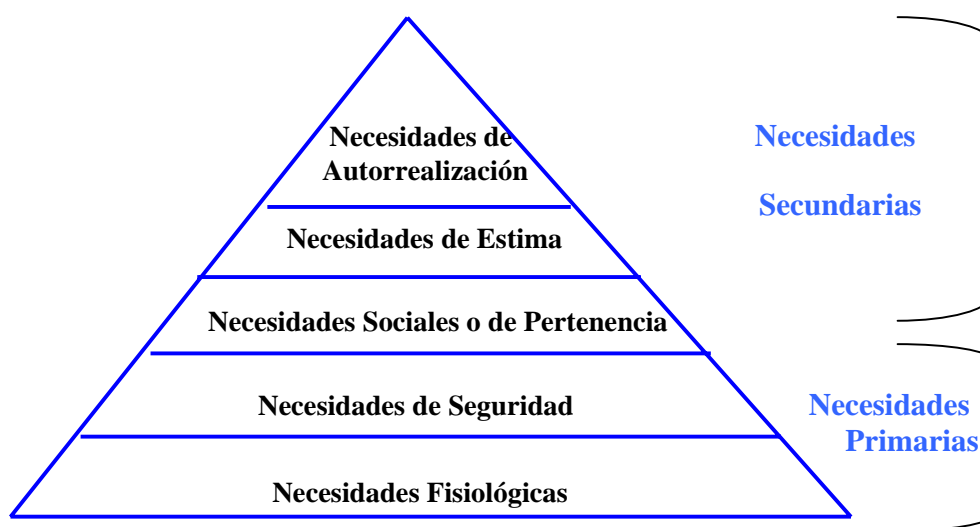 Necesidades de
Autorrealización
Necesidades de Estima
Necesidades Sociales o de Pertenencia
Necesidades de Seguridad
Necesidades Fisiológicas
Necesidades
Secundarias
Necesidades
Primarias